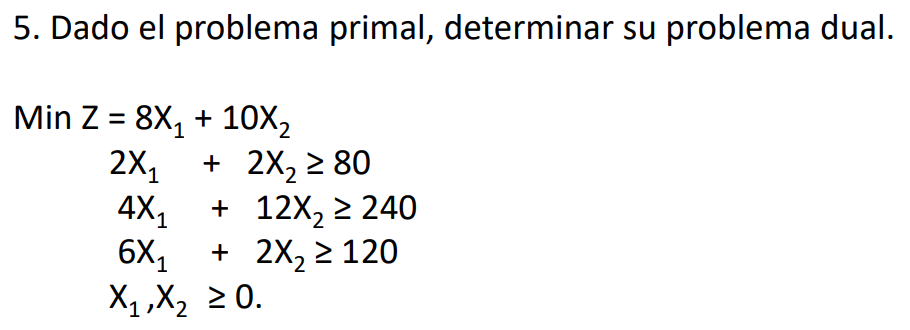 5. Dado el problema primal, determinar su problema dual.
Min Z = 8X₁ + 10X₂
2X₁ + 2X₂ ≥ 80
4X₁ + 12X₂ ≥ 240
6X₁ + 2X₂ ≥ 120
X₁ ,X₂ ≥ 0.